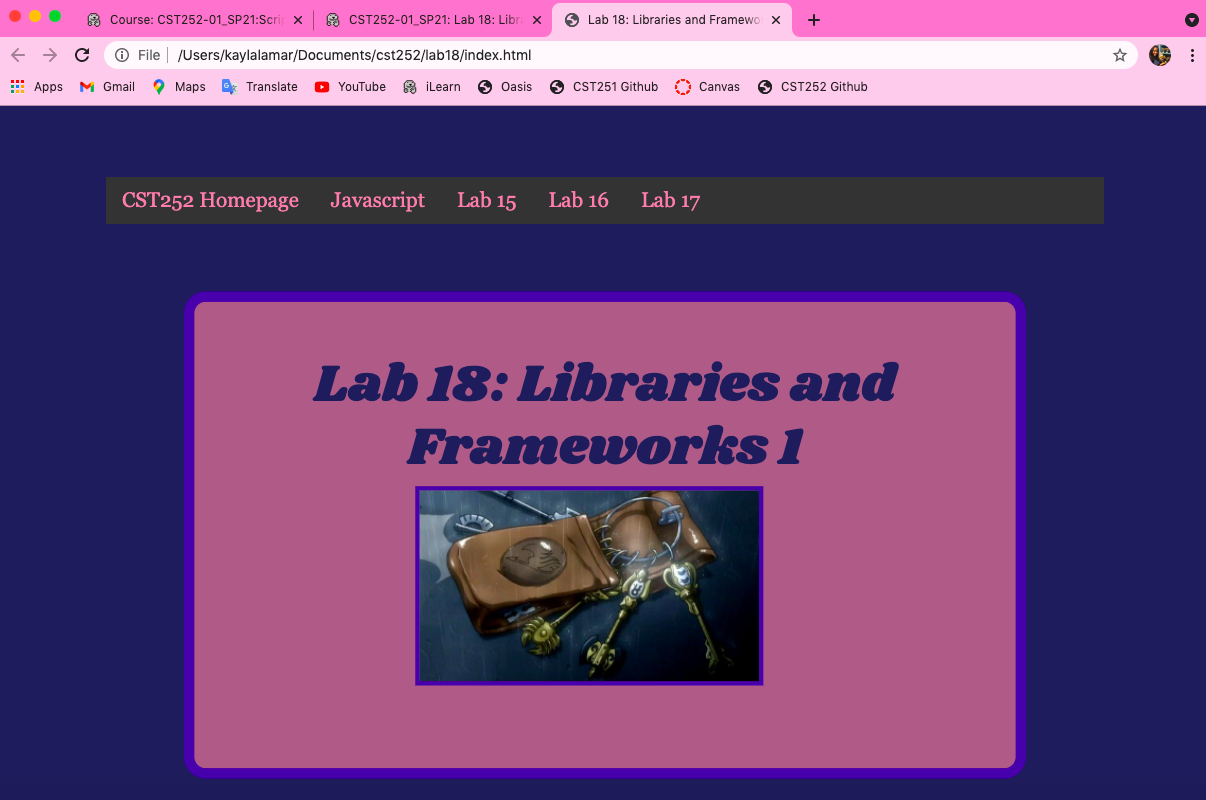 Course: CST252-01_SP21:Scri
CST252-01_SP21: Lab 18: Libr
Lab 18: Libraries and Framewo
File /Users/kaylalamar/Documents/cst252/lab18/index.html
Apps Gmail Maps Translate YouTube iLearn Oasis CST251 Github Canvas CST252 Github
CST252 Homepage Javascript Lab 15 Lab 16 Lab 17
Lab 18: Libraries and
Frameworks 1